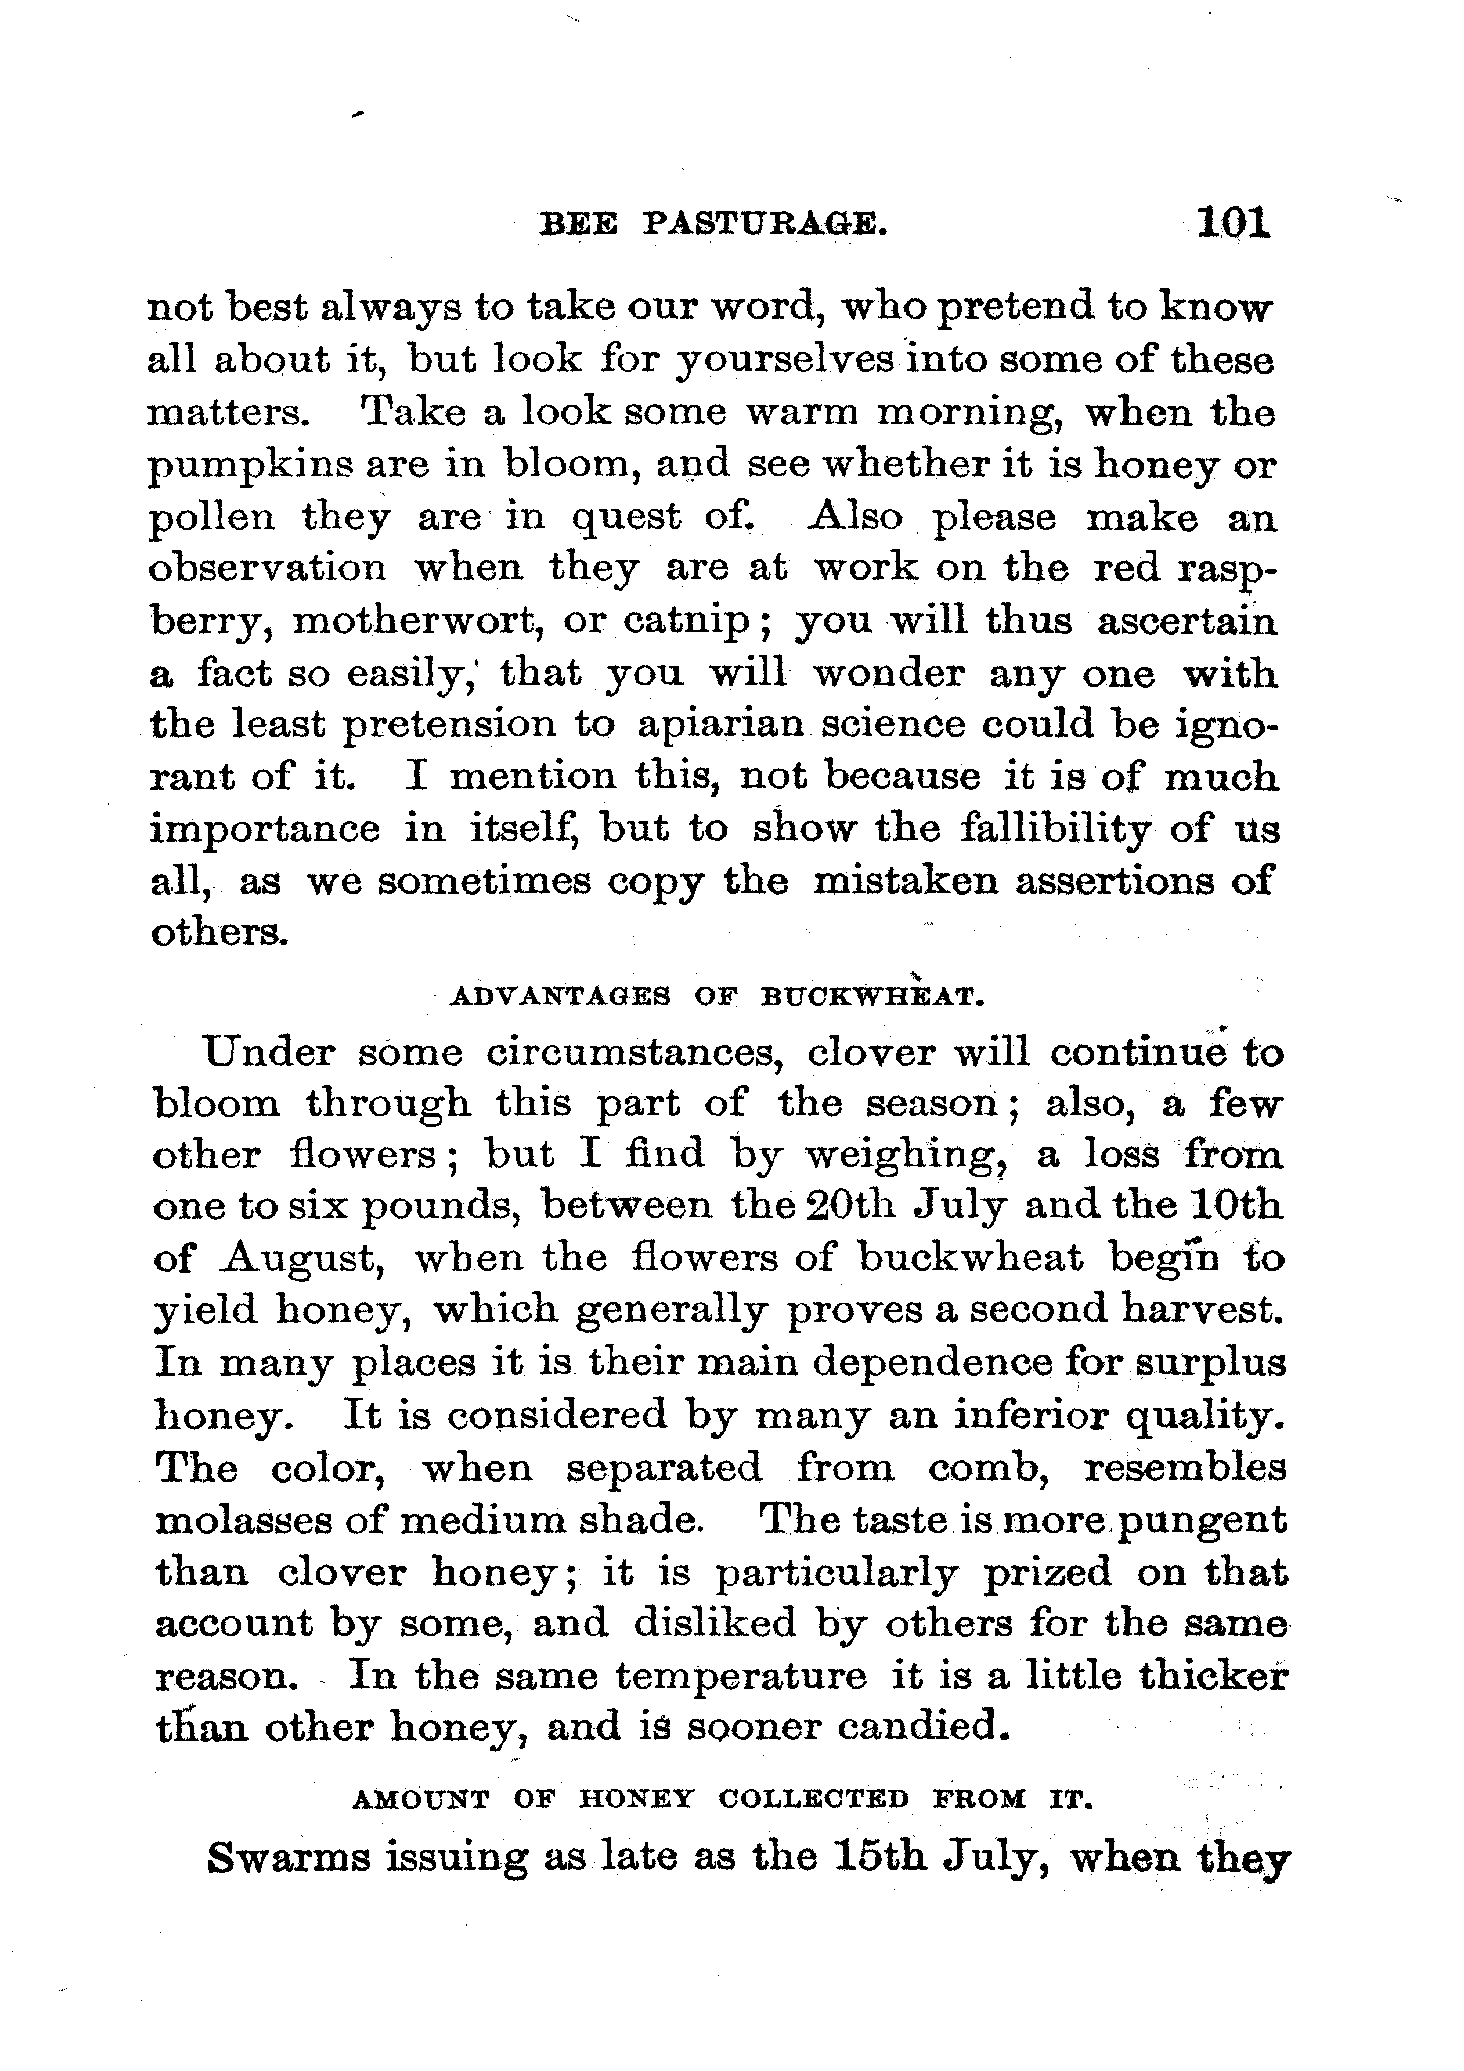 BEE PASTURAGE. 101
not best always to take our word, who pretend to know
all about it, but look for yourselves into some of these
matters. Take a look some warm morning, when the
pumpkins are in bloom, and see whether it is honey or
pollen they are in quest of. Also please make an
observation when they are at work on the red rasp-
berry, motherwort, or catnip; you will thus ascertain
a fact so easily, that you will wonder any one with
the least pretension to apiarian science could be igno-
rant of it. I mention this, not because it is of much
importance in itself, but to show the fallibility of us
all, as we sometimes copy the mistaken assertions of
others.
ADVANTAGES OF BUCKWHEAT.
Under some circumstances, clover will continue to
bloom through this part of the season; also, a few
other flowers; but I find by weighing, a loss from
one to six pounds, between the 20th July and the 10th
of August, when the flowers of buckwheat begin to
yield honey, which generally proves a second harvest.
In many places it is their main dependence for surplus
honey. It is considered by many an inferior quality.
The color, when separated from comb, resembles
molasses of medium shade. The taste is more pungent
than clover honey; it is particularly prized on that
account by some, and disliked by others for the same
reason. In the same temperature it is a little thicker
than other honey, and is sooner candied.
AMOUNT OF HONEY COLLECTED FROM IT.
Swarms issuing as late as the 15th July, when they